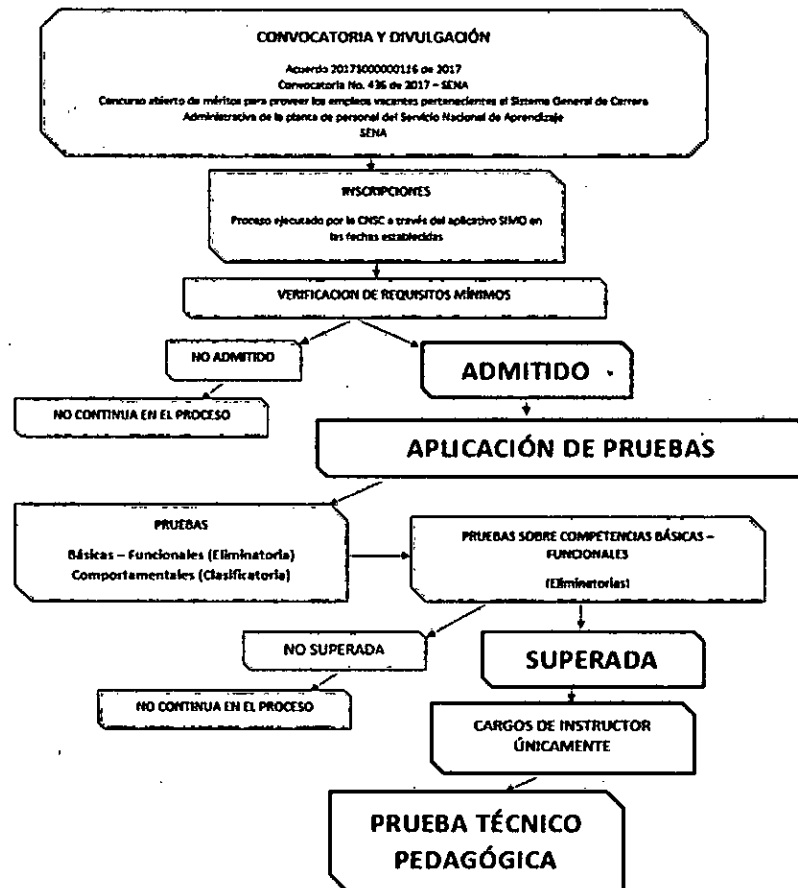 CONVOCATORIA Y DIVULGACIÓN
Acuerdo 20171000000116 de 2017
Convocatoria No. 436 de 2017 – SENA
Concurso abierto de méritos para proveer los empleos vacantes pertenecientes al Sistema General de Carrera
Administrativa de la planta de personal del Servicio Nacional de Aprendizaje
SENA
INSCRIPCIONES
Proceso ejecutado por la CNSC a través del aplicativo SIMO en
las fechas establecidas
VERIFICACION DE REQUISITOS MÍNIMOS
NO ADMITIDO
ADMITIDO
NO CONTINUA EN EL PROCESO
APLICACIÓN DE PRUEBAS
PRUEBAS
Básicas – Funcionales (Eliminatoria)
Comportamentales (Clasificatoria)
PRUEBAS SOBRE COMPETENCIAS BÁSICAS –
FUNCIONALES
(Eliminatorias)
NO SUPERADA
SUPERADA
NO CONTINUA EN EL PROCESO
CARGOS DE INSTRUCTOR
ÚNICAMENTE
PRUEBA TÉCNICO
PEDAGÓGICA